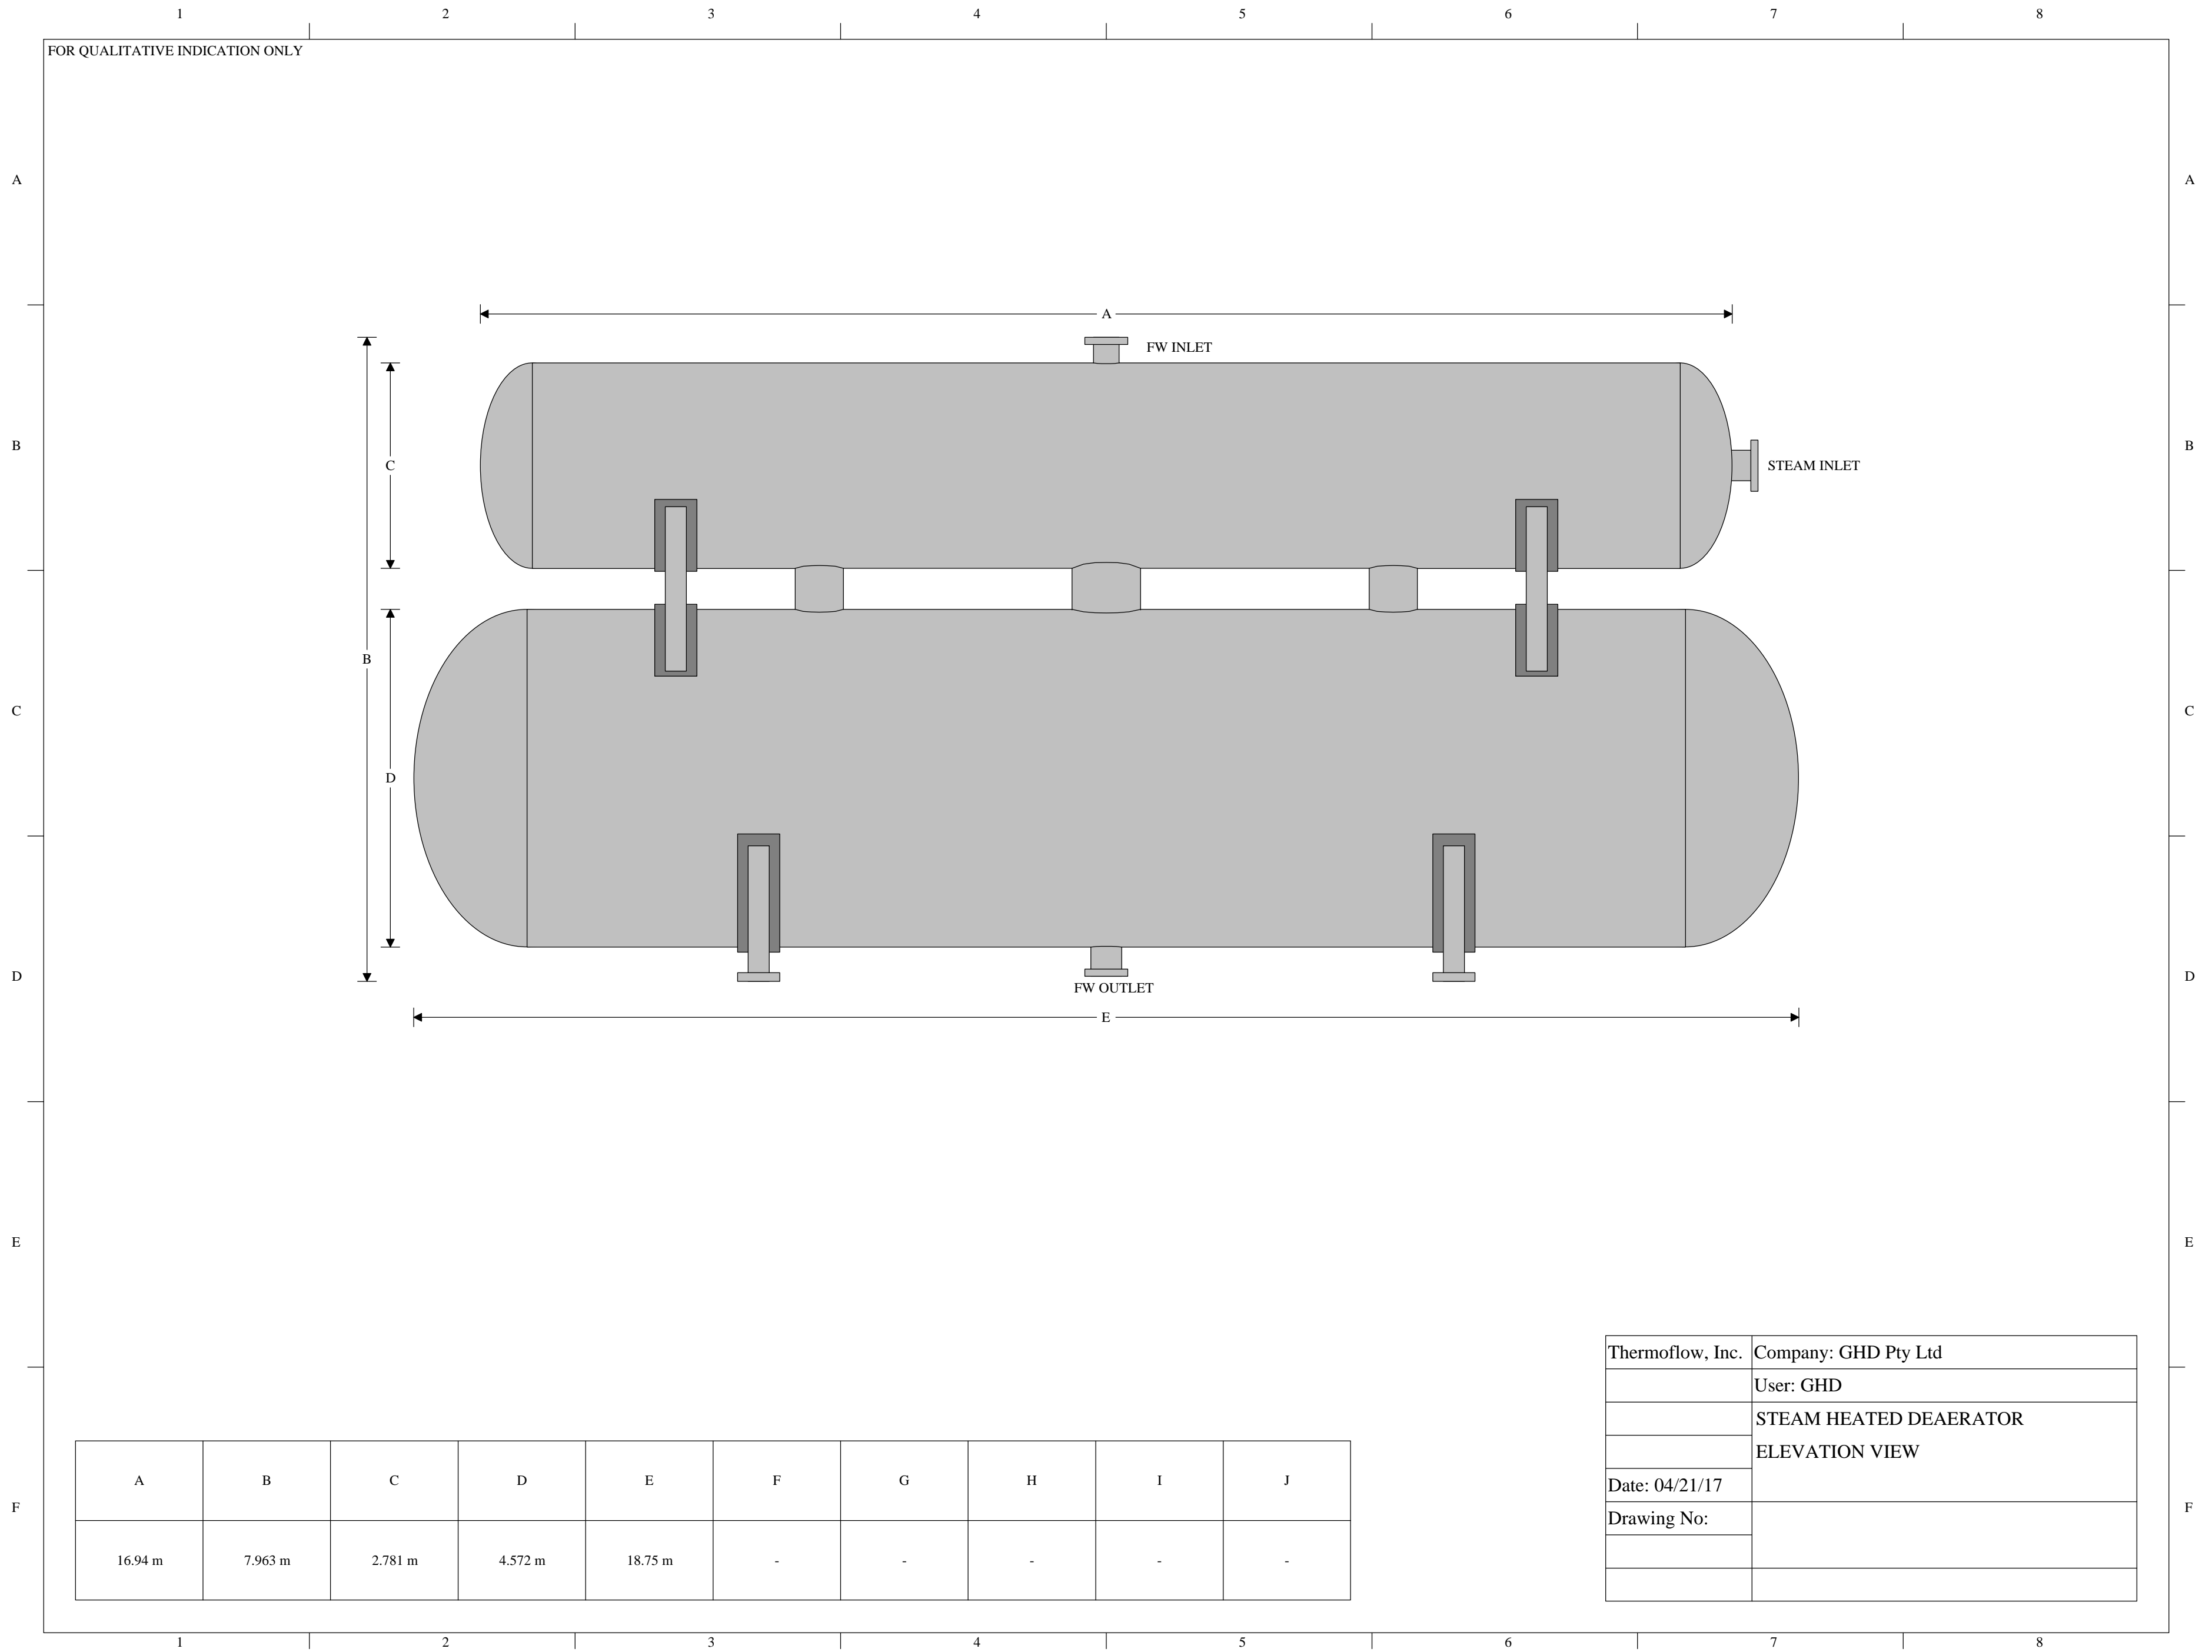 1 2 3 4 5 6 7 8
FOR QUALITATIVE INDICATION ONLY
A A
A
FW INLET
B B
C
STEAM INLET
B
C C
D
D D
FW OUTLET
E
E E
Thermoflow, Inc. Company: GHD Pty Ltd
User: GHD
STEAM HEATED DEAERATOR
ELEVATION VIEW
Date: 04/21/17
Drawing No:
A B C D E F G H I J
F F
16.94 m 7.963 m 2.781 m 4.572 m 18.75 m - - - - -
1 2 3 4 5 6 7 8